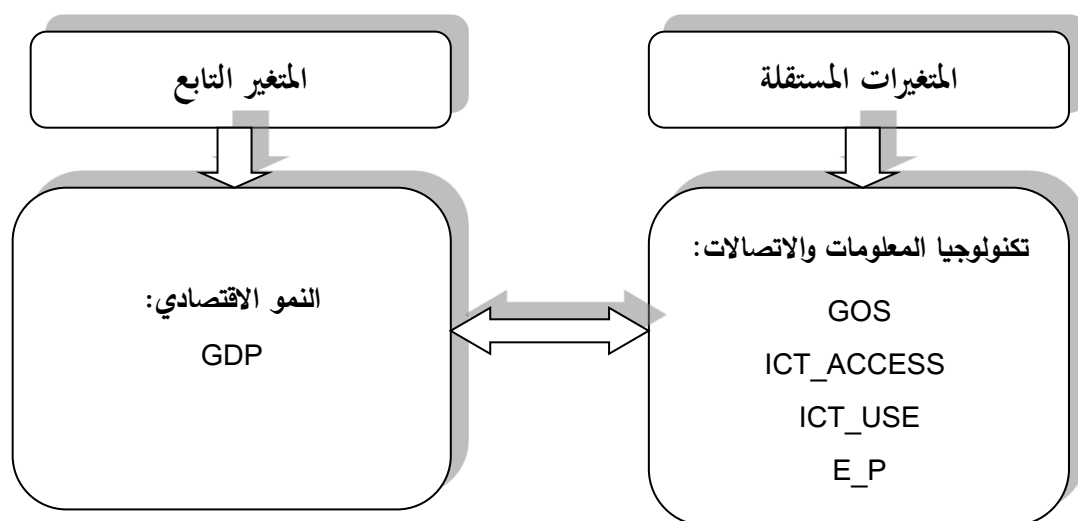 المتغيرات المستقلة
المتغير التابع
تكنولوجيا المعلومات والاتصالات:
GOS
ICT_ACCESS
ICT_USE
E_P
النمو الاقتصادي:
GDP